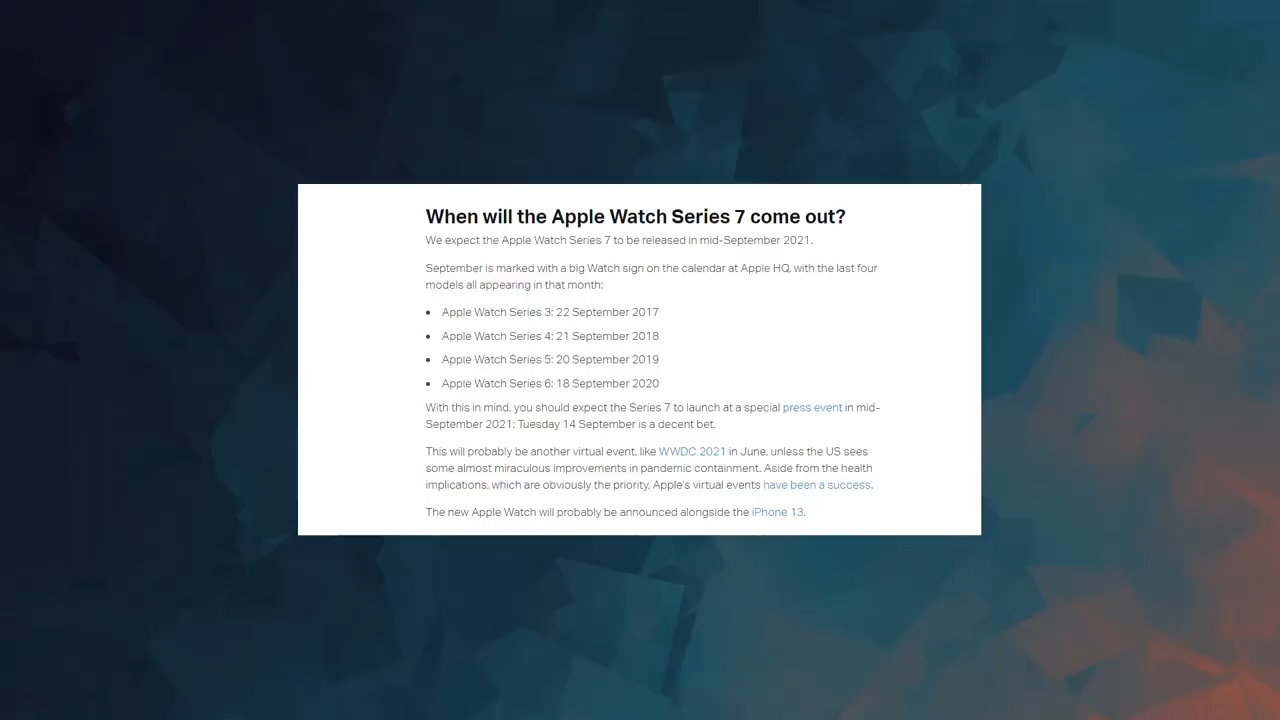 When will the Apple Watch Series 7 come out?
We expect the Apple Watch Series 7 to be released in mid-September 2021.
September is marked with a big Watch sign on the calendar at Apple HQ, with the last four
models all appearing in that month:
• Apple Watch Series 3: 22 September 2017
• Apple Watch Series 4: 21 September 2018
• Apple Watch Series 5: 20 September 2019
• Apple Watch Series 6: 18 September 2020
With this in mind, you should expect the Series 7 to launch at a special press event in mid-
September 2021: Tuesday 14 September is a decent bet.
This will probably be another virtual event, like WWDC 2021 in June, unless the US sees
some almost miraculous improvements in pandemic containment. Aside from the health
implications, which are obviously the priority, Apple's virtual events have been a success.
The new Apple Watch will probably be announced alongside the iPhone 13.